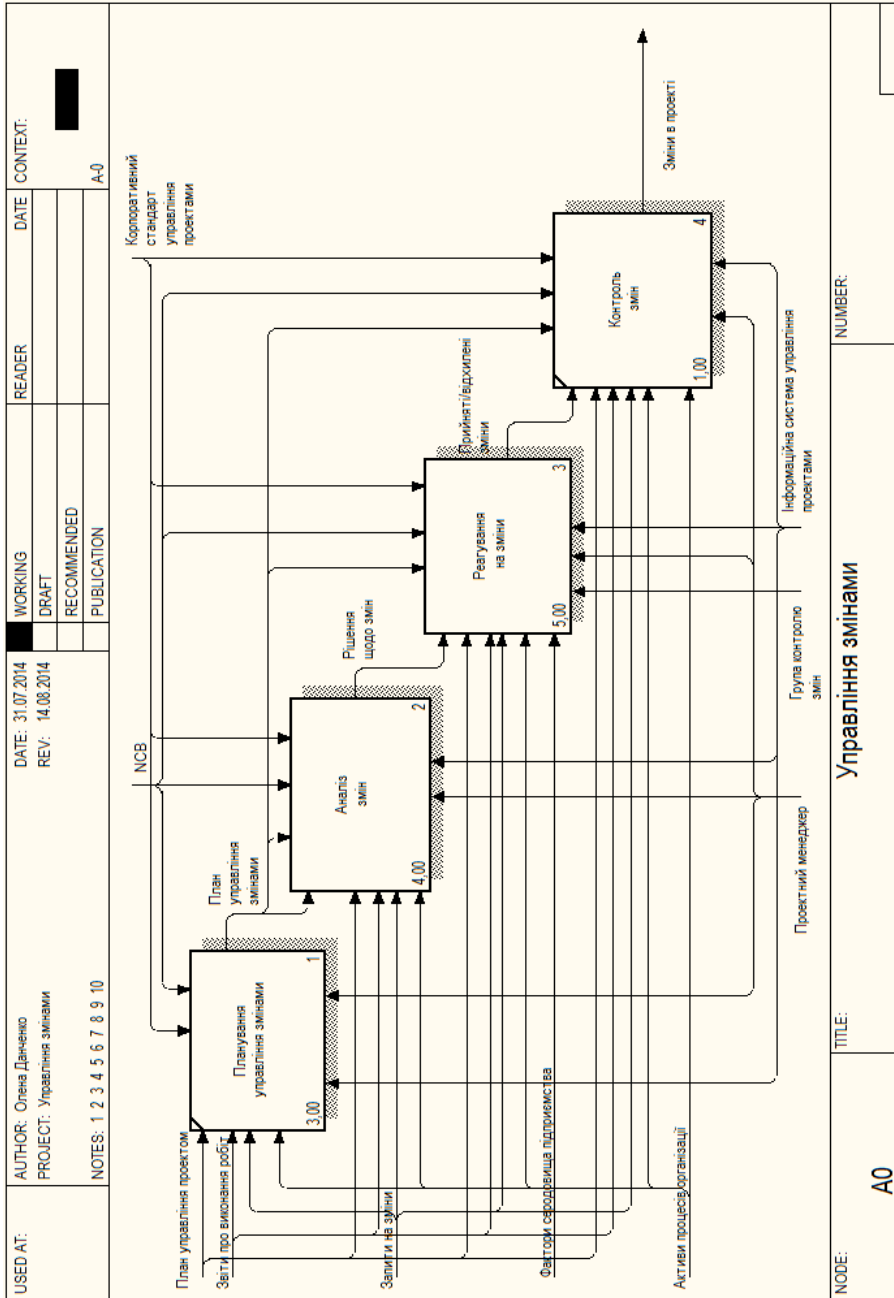 USED AT:
AUTHOR: Олена Данченко
PROJECT: Управління змінами
NOTES: 1 2 3 4 5 6 7 8 9 10
DATE: 31.07.2014
REV: 14.08.2014
WORKING
DRAFT
RECOMMENDED
PUBLICATION
READER
DATE
CONTEXT:
A-0
NCB
Корпоративний
стандарт
управління
проектами
План управління проектом
Звіти про виконання робіт
Запити на зміни
Фактори середовища підприємства
Активи процесів організації
Планування
управління змінами
3,00
1
План
управління
змінами
Аналіз
змін
4,00
2
Рішення
щодо змін
Реагування
на зміни
5,00
3
Прийняті/відхилені
зміни
Контроль
змін
1,00
4
Зміни в проекті
Проектний менеджер
Група контролю
змін
Інформаційна система управління
проектами
NODE:
A0
TITLE:
Управління змінами
NUMBER: